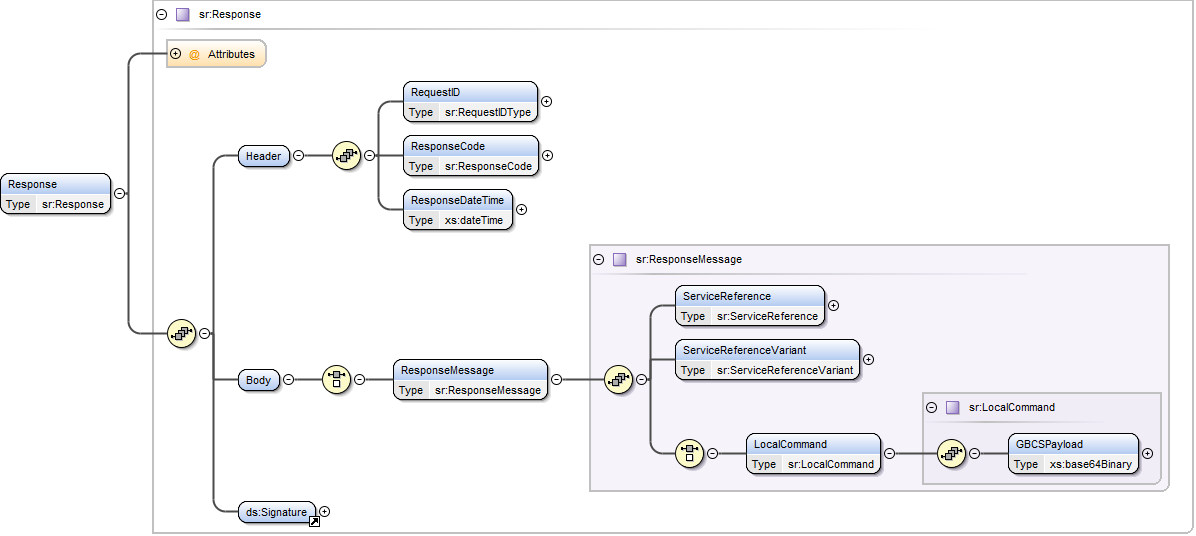 sr:Response
@ Attributes
RequestID
Type sr:RequestIDType
Header
ResponseCode
Type sr:ResponseCode
Response
Type sr:Response
ResponseDateTime
Type xs:dateTime
sr:ResponseMessage
ServiceReference
Type sr:ServiceReference
ServiceReferenceVariant
Type sr:ServiceReferenceVariant
Body
ResponseMessage
Type sr:ResponseMessage
sr:LocalCommand
LocalCommand
Type sr:LocalCommand
GBCSPayload
Type xs:base64Binary
ds:Signature